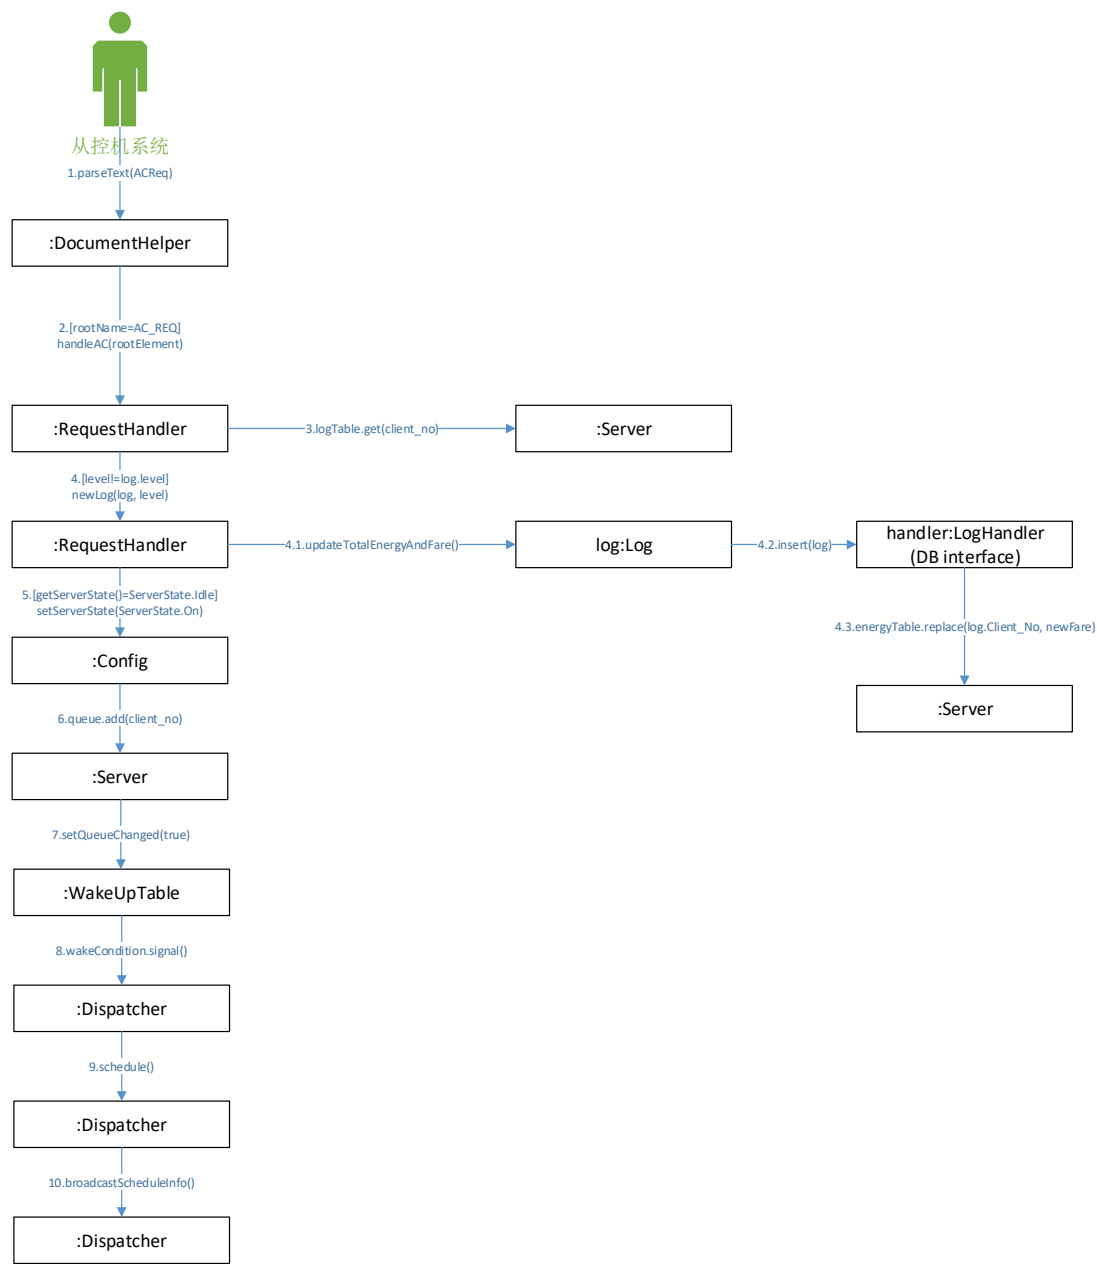 从控机系统
1.parseText(ACReq)
:DocumentHelper
2.[rootName=AC_REQ]
handleAC(rootElement)
:RequestHandler
3.logTable.get(client_no)
:Server
4.[level!=log.level]
newLog(log, level)
:RequestHandler
4.1.updateTotalEnergyAndFare()
log:Log
4.2.insert(log)
handler:LogHandler
(DB interface)
4.3.energyTable.replace(log.Client_No, newFare)
:Server
5.[getServerState()=ServerState.Idle]
setServerState(ServerState.On)
:Config
6.queue.add(client_no)
:Server
7.setQueueChanged(true)
:WakeUpTable
8.wakeCondition.signal()
:Dispatcher
9.schedule()
:Dispatcher
10.broadcastScheduleInfo()
:Dispatcher